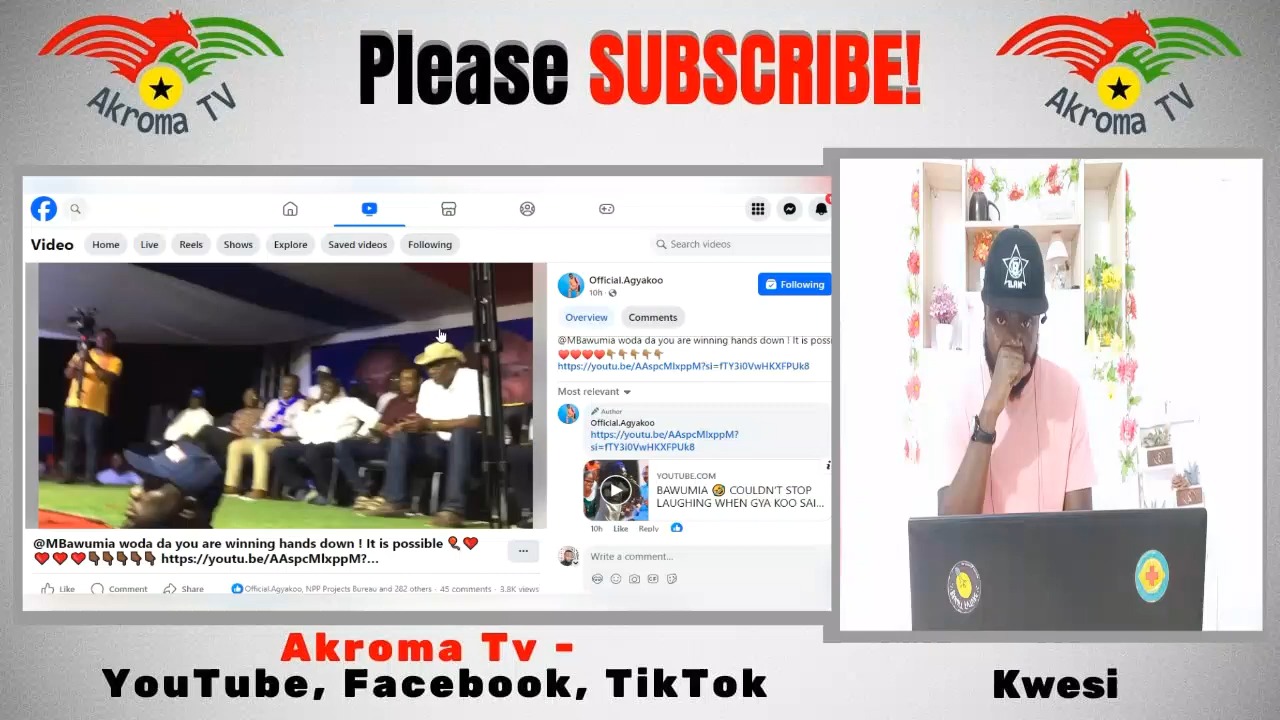 Akroma TV
Please SUBSCRIBE!
Akroma TV
Video
Home
Live
Reels
Shows
Explore
Saved videos
Following
Search videos
Official.Agyakoo
10h
Following
Overview
Comments
@MBawumia woda da you are winning hands down ! It is possi
https://youtu.be/AAspcMlxppM?si=fTY3i0VwHKXFPUk8
Most relevant
Author
Official.Agyakoo
https://youtu.be/AAspcMlxppM?
si=fTY3i0VwHKXFPUk8
YOUTUBE.COM
BAWUMIA 🤣 COULDN'T STOP
LAUGHING WHEN GYA KOO SAI...
10h Like Reply
Write a comment...
GIF
@MBawumia woda da you are winning hands down ! It is possible
https://youtu.be/AAspcMlxppM?...
Like
Comment
Share
Official.Agyakoo, NPP Projects Bureau and 282 others · 45 comments · 3.8K views
Akroma Tv -
YouTube, Facebook, TikTok
Kwesi